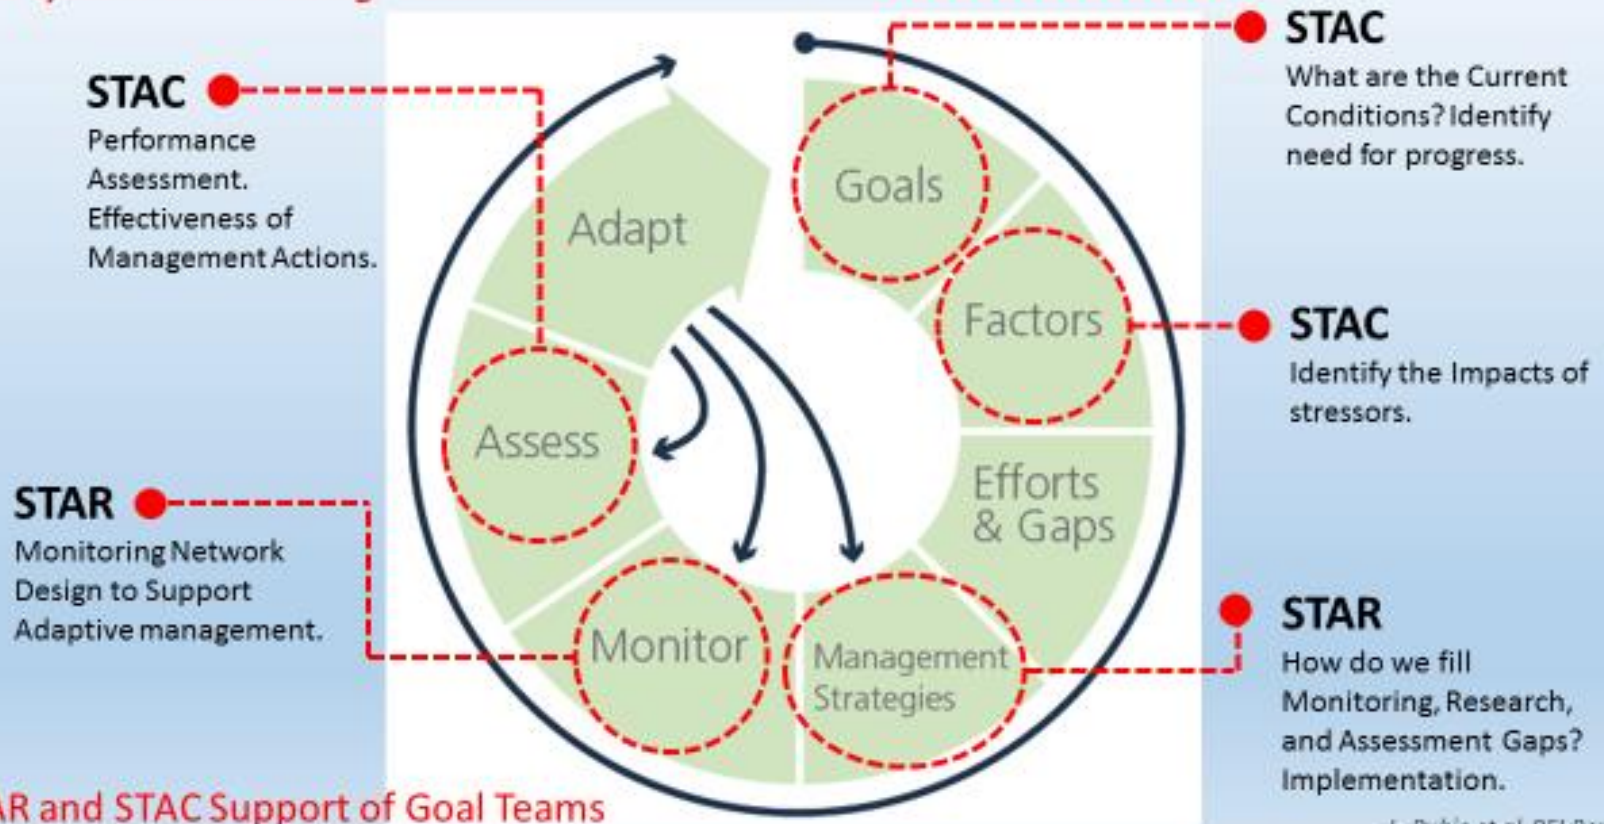 STAC
What are the Current
Conditions? Identify
need for progress.
STAC
Performance
Assessment.
Effectiveness of
Management Actions.
Goals
Adapt
Factors
STAC
Identify the Impacts of
stressors.
Assess
Efforts
& Gaps
STAR
Monitoring Network
Design to Support
Adaptive management.
Monitor
Management
Strategies
STAR
How do we fill
Monitoring, Research,
and Assessment Gaps?
Implementation.
AR and STAC Support of Goal Teams